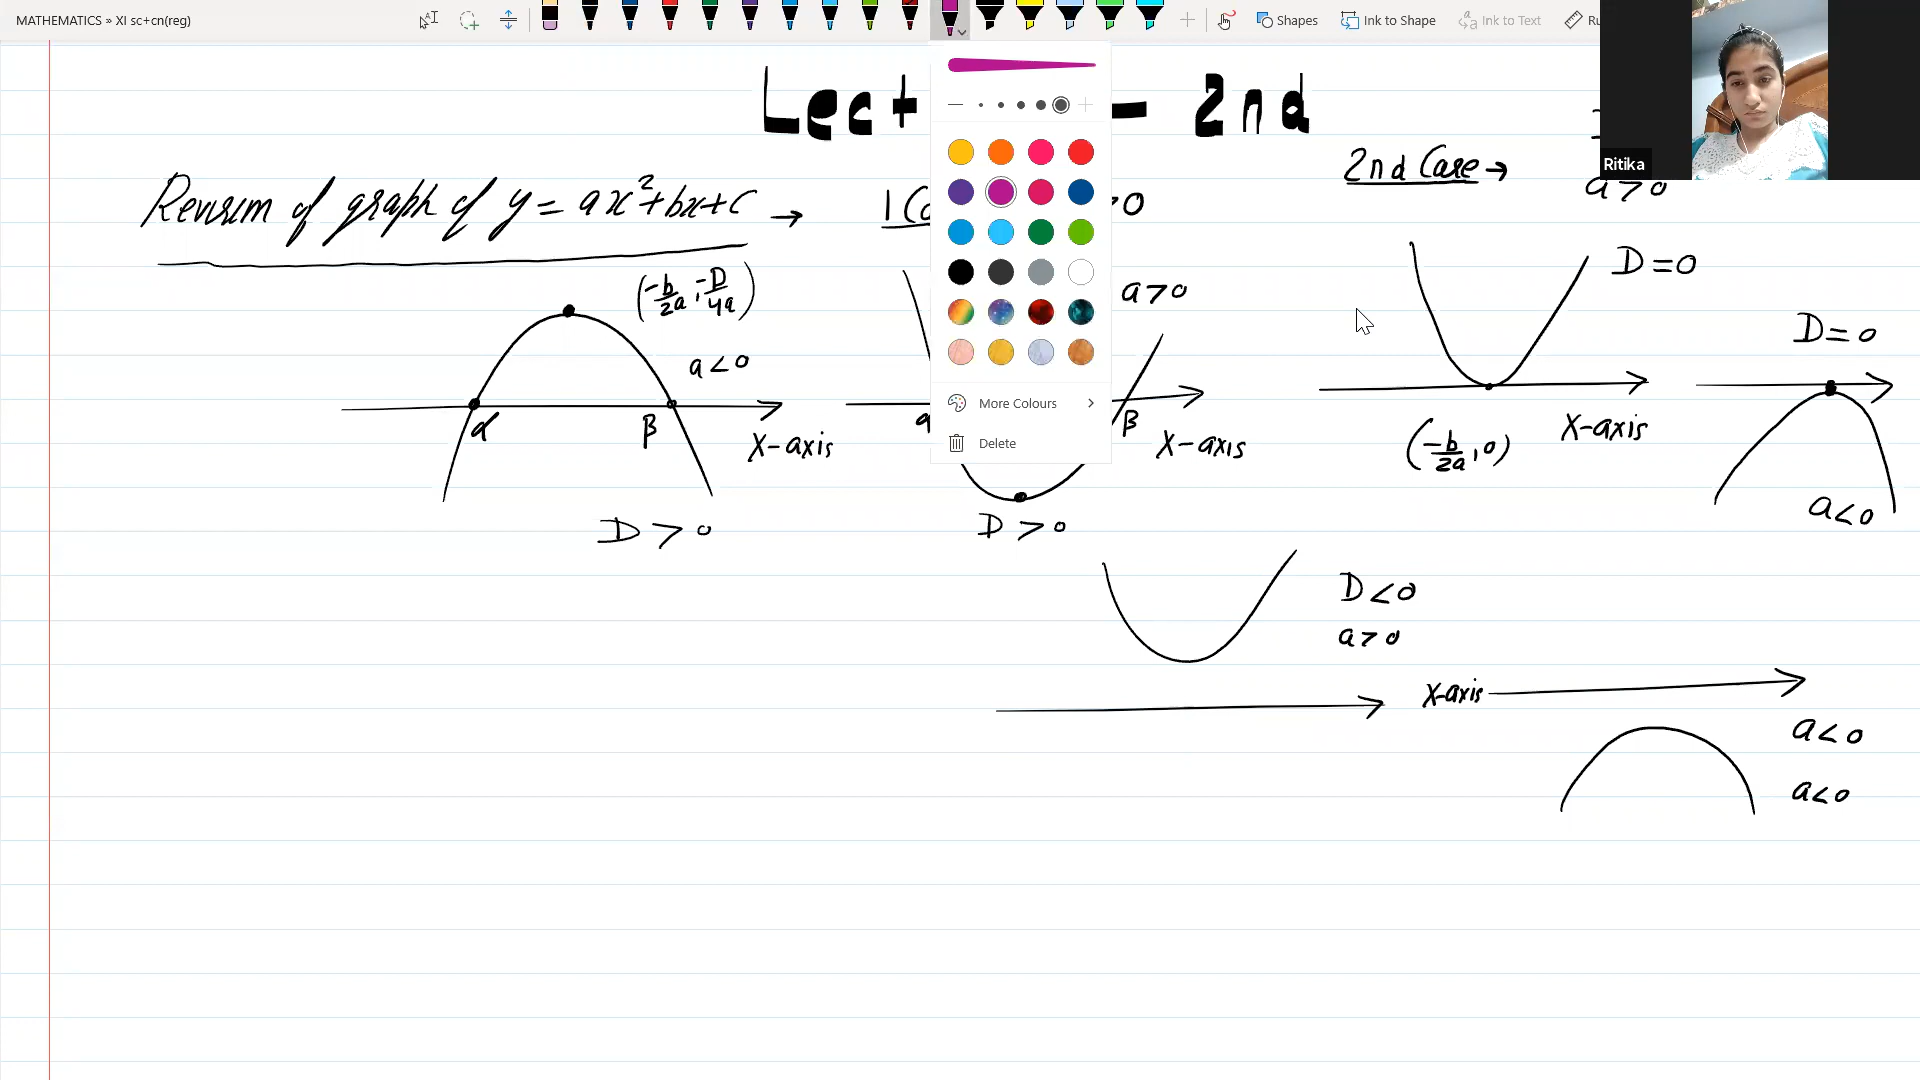 MATHEMATICS » XI sc+cn(reg)
Shapes
Ink to Shape
Ink to Text
Ritika
Lect
- 2nd
Revision of graph of y = ax²+bx+c →
2nd Case →
a>0
(-b/2a, -D/4a)
a<0
α
β
X-axis
D>0
a>0
β
X-axis
D>0
D=0
(-b/2a, 0)
X-axis
D=0
a<0
D<0
a>0
X-axis
a<0
a<0
More Colours
Delete